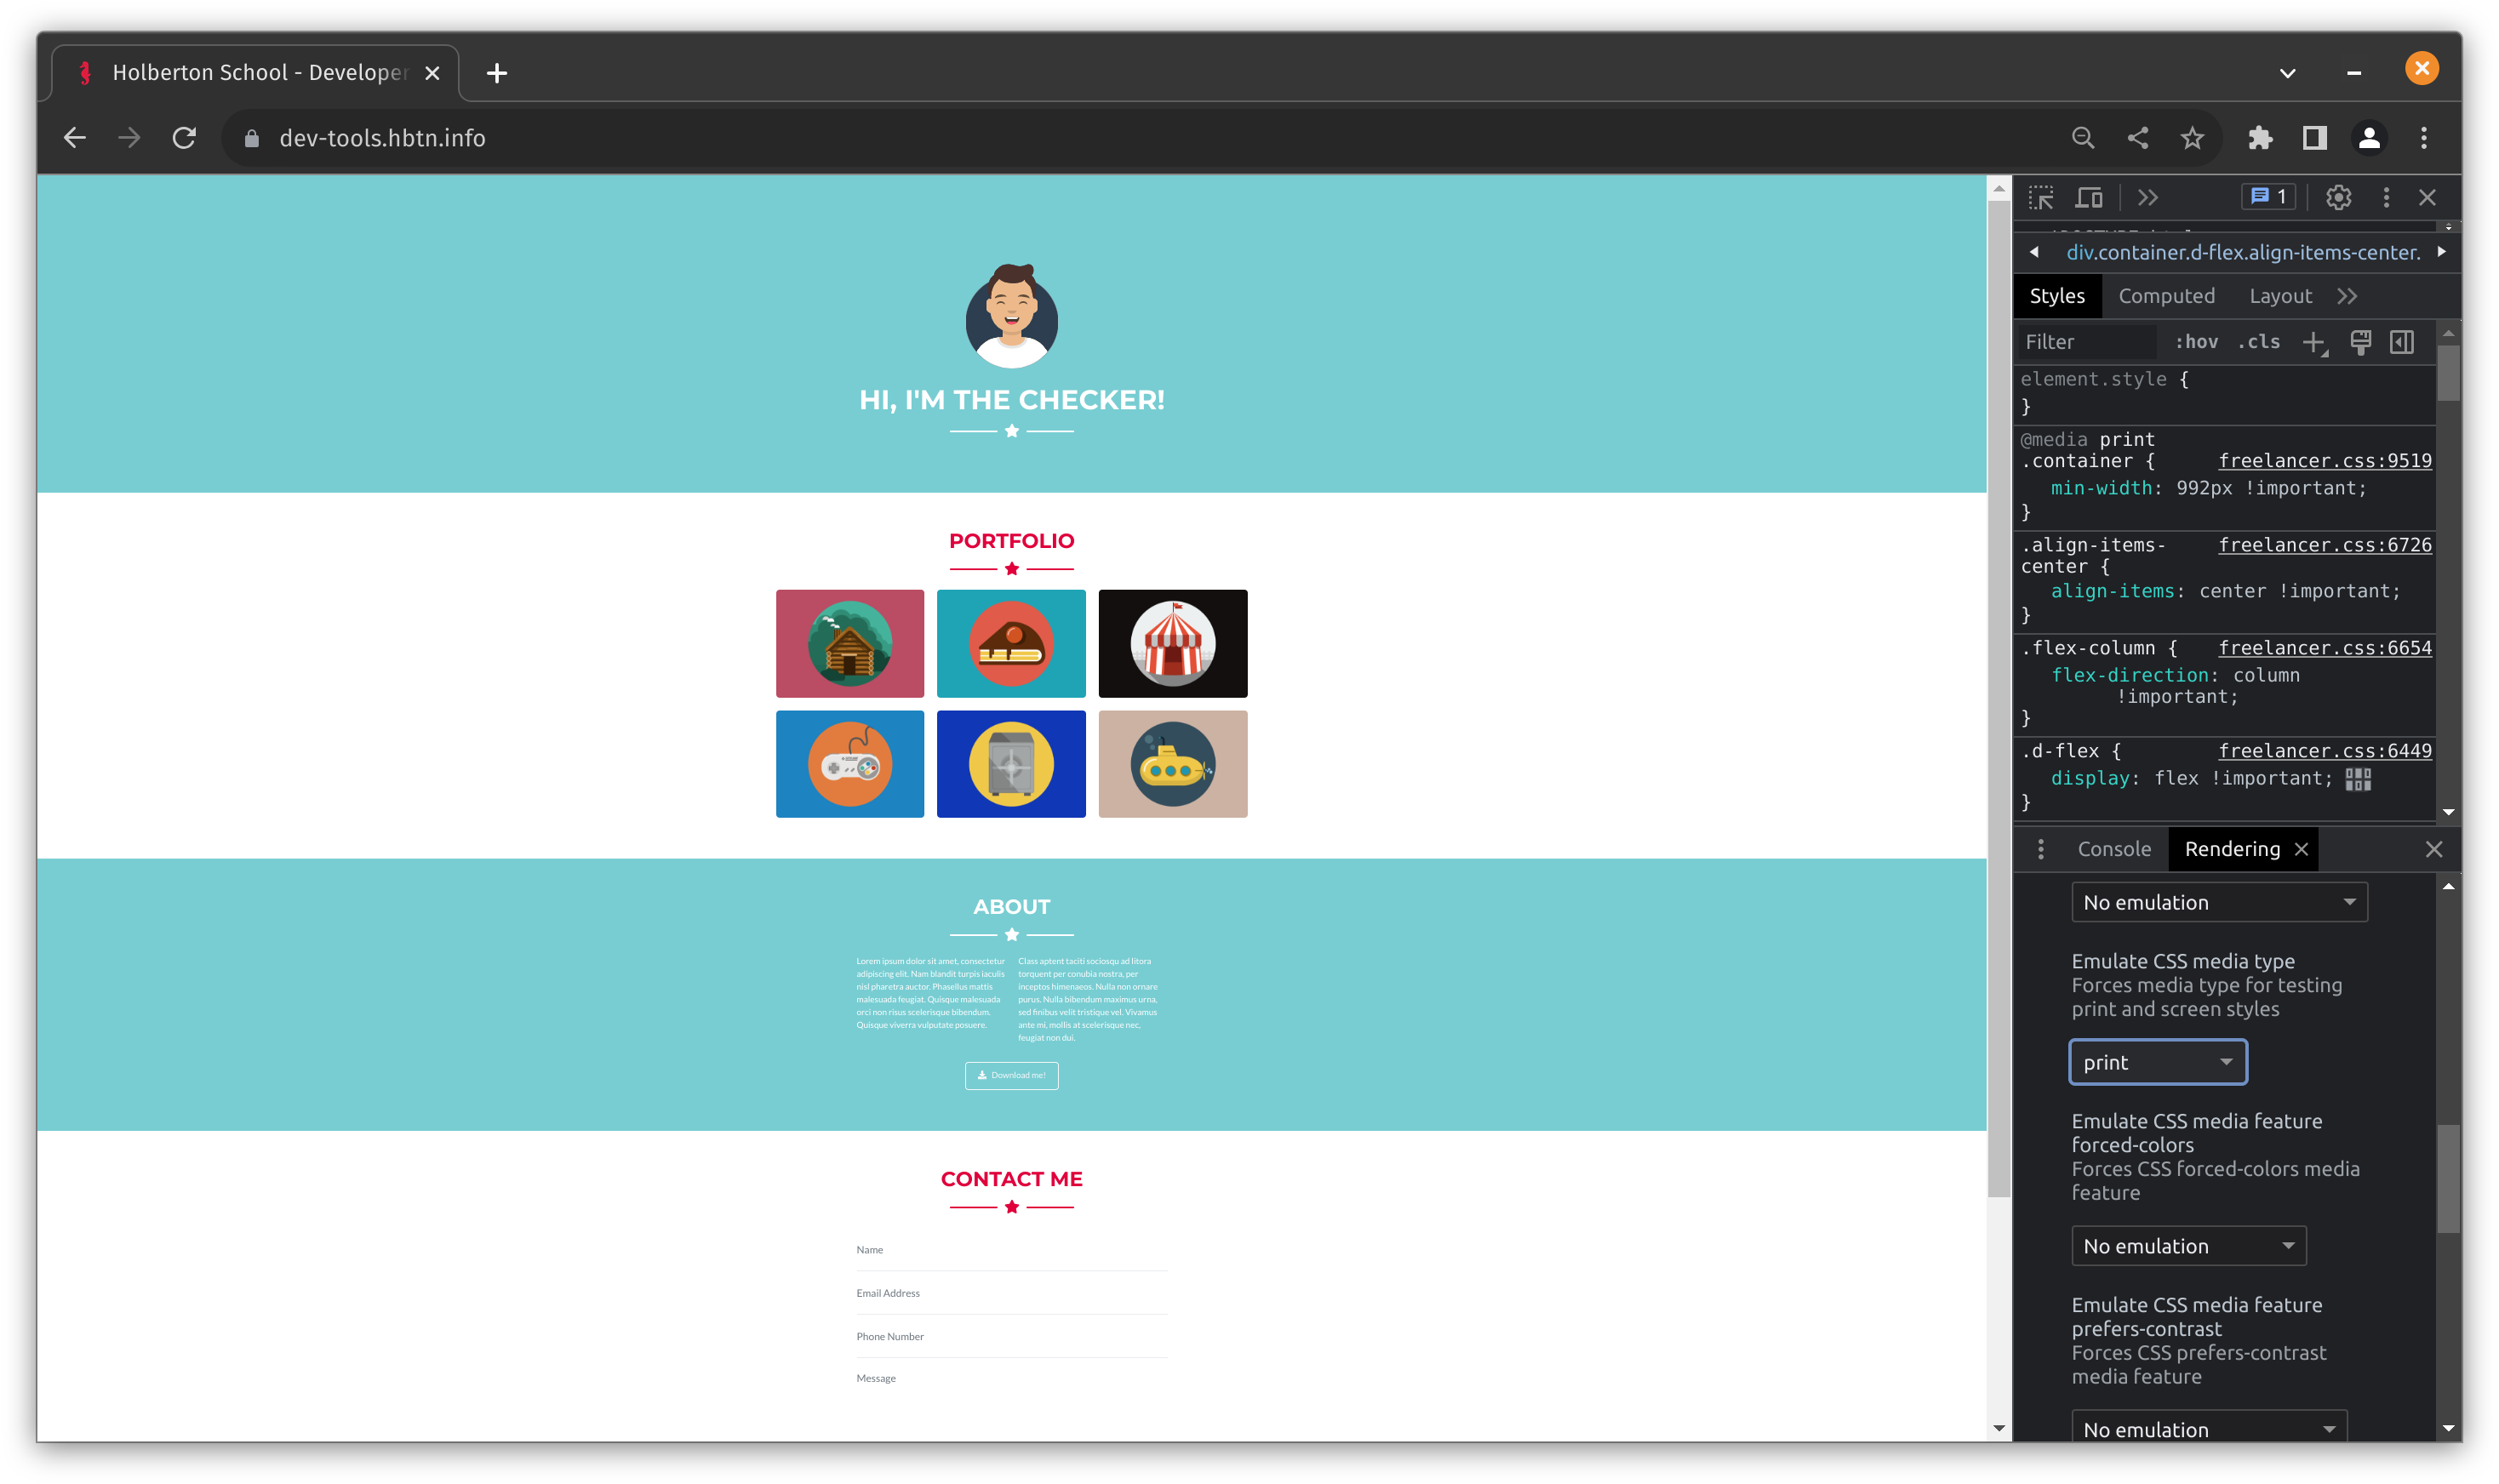 Holberton School - Developer
dev-tools.hbtn.info
HI, I'M THE CHECKER!
PORTFOLIO
ABOUT
Lorem ipsum dolor sit amet, consectetur
adipiscing elit. Nam blandit turpis iaculis
nisl pharetra auctor. Phasellus mattis
malesuada feugiat. Quisque malesuada
orci non risus scelerisque bibendum.
Quisque viverra vulputate posuere.
Class aptent taciti sociosqu ad litora
torquent per conubia nostra, per
inceptos himenaeos. Nulla non ornare
purus. Nulla bibendum maximus urna,
sed finibus velit tristique vel. Vivamus
ante mi, mollis at scelerisque nec,
feugiat non dui.
Download me!
CONTACT ME
Name
Email Address
Phone Number
Message
1
div.container.d-flex.align-items-center.
Styles Computed Layout
Filter :hov .cls
element.style {
}
@media print
.container { freelancer.css:9519
min-width: 992px !important;
}
.align-items- freelancer.css:6726
center {
align-items: center !important;
}
.flex-column { freelancer.css:6654
flex-direction: column
!important;
}
.d-flex { freelancer.css:6449
display: flex !important;
}
Console Rendering
No emulation
Emulate CSS media type
Forces media type for testing
print and screen styles
print
Emulate CSS media feature
forced-colors
Forces CSS forced-colors media
feature
No emulation
Emulate CSS media feature
prefers-contrast
Forces CSS prefers-contrast
media feature
No emulation